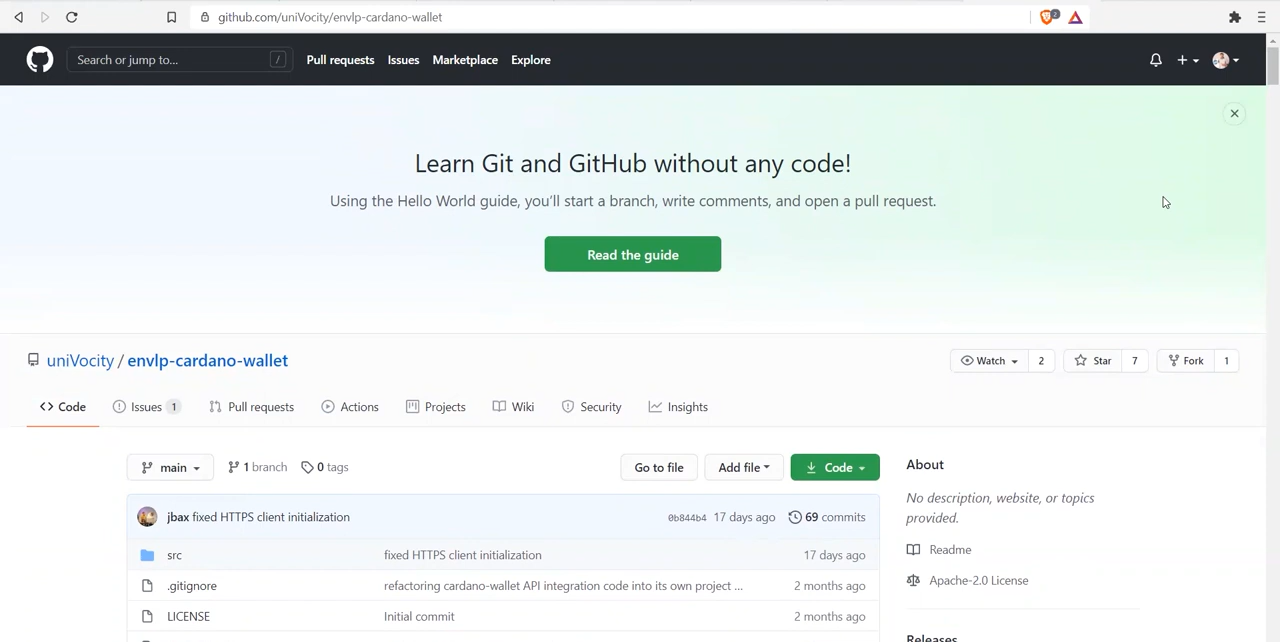 github.com/uniVocity/envlp-cardano-wallet
2
Search or jump to... /
Pull requests Issues Marketplace Explore
Learn Git and GitHub without any code!
Using the Hello World guide, you'll start a branch, write comments, and open a pull request.
Read the guide
uniVocity / envlp-cardano-wallet
Watch 2 Star 7 Fork 1
Code Issues 1 Pull requests Actions Projects Wiki Security Insights
main 1 branch 0 tags Go to file Add file Code
About
No description, website, or topics
provided.
Readme
Apache-2.0 License
Releases
jbax fixed HTTPS client initialization 0b844b4 17 days ago 69 commits
src fixed HTTPS client initialization 17 days ago
.gitignore refactoring cardano-wallet API integration code into its own project ... 2 months ago
LICENSE Initial commit 2 months ago